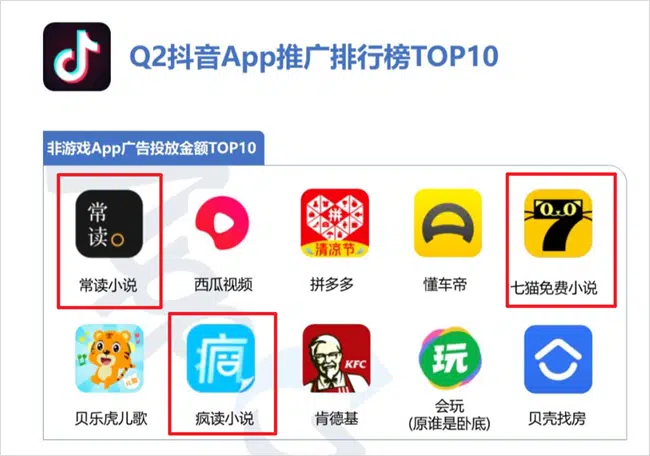 Q2抖音App推广排行榜TOP10
非游戏App广告投放金额TOP10
常读
拼
清凉节
7
常读小说
西瓜视频
拼多多
懂车帝
七猫免费小说
疯
KFC
玩
贝乐虎儿歌
疯读小说
肯德基
会玩
(原谁是卧底)
贝壳找房